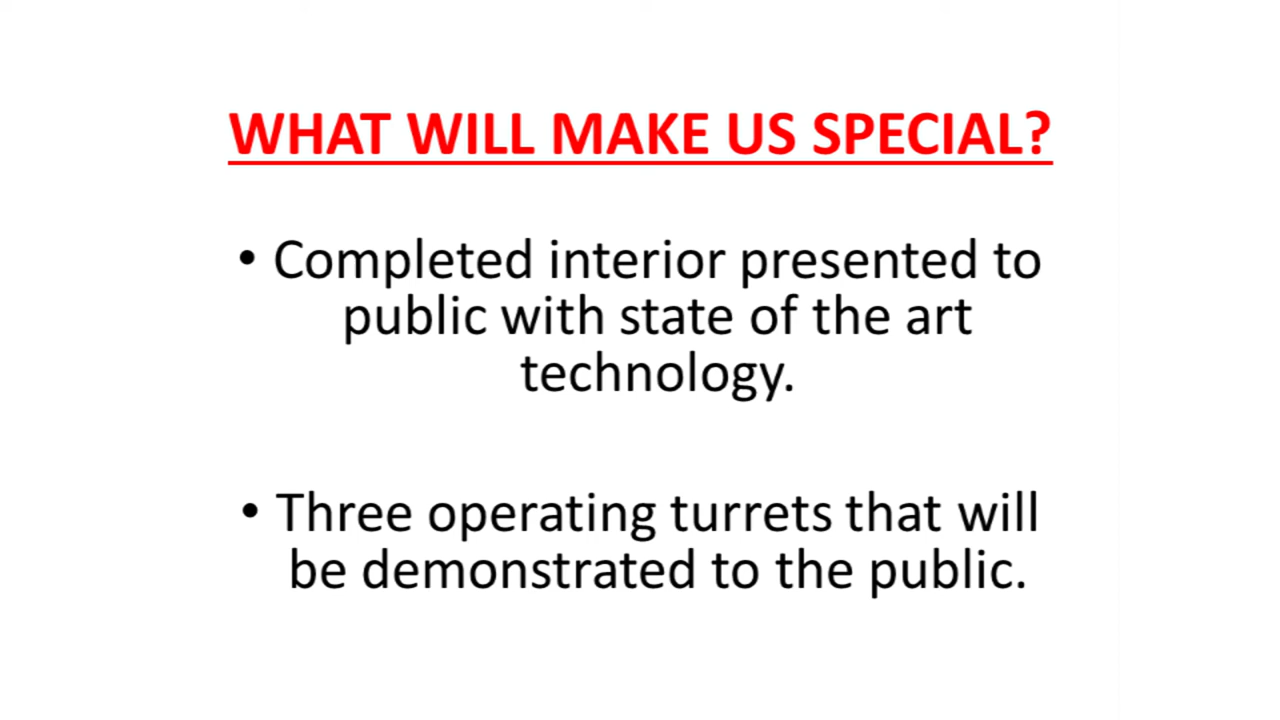 WHAT WILL MAKE US SPECIAL?
• Completed interior presented to
public with state of the art
technology.
• Three operating turrets that will
be demonstrated to the public.